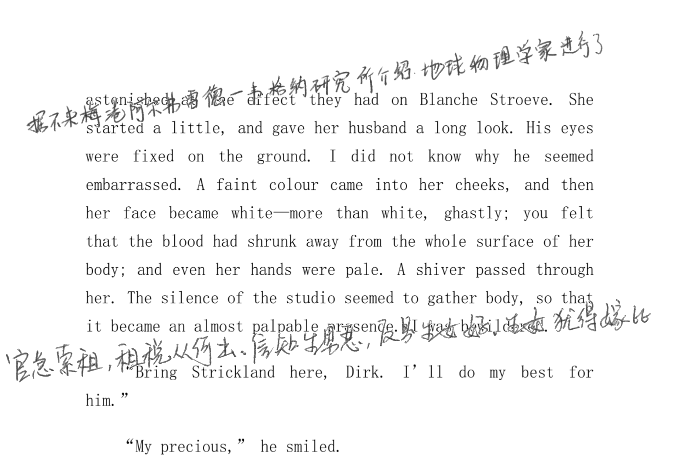 据不来梅港阿尔弗雷德一韦格纳研究所介绍.地球物理学家进行了
astonished at the effect they had on Blanche Stroeve. She
started a little, and gave her husband a long look. His eyes
were fixed on the ground. I did not know why he seemed
embarrassed. A faint colour came into her cheeks, and then
her face became white—more than white, ghastly; you felt
that the blood had shrunk away from the whole surface of her
body; and even her hands were pale. A shiver passed through
her. The silence of the studio seemed to gather body, so that
it became an almost palpable presence. I was bewildered.
官急索租，租税从何出。信知生男恶，反是生女好。生女犹得嫁比
“Bring Strickland here, Dirk. I'll do my best for
him.”
“My precious,” he smiled.